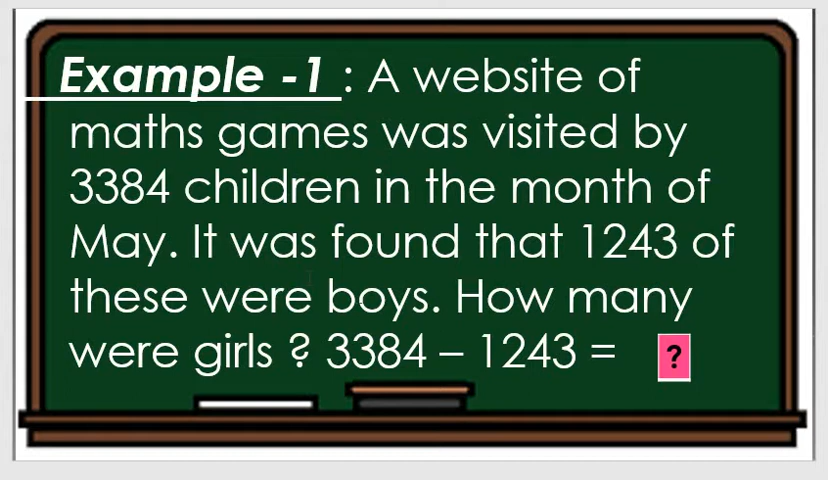 Example -1 : A website of
maths games was visited by
3384 children in the month of
May. It was found that 1243 of
these were boys. How many
were girls ? 3384 – 1243 = ?